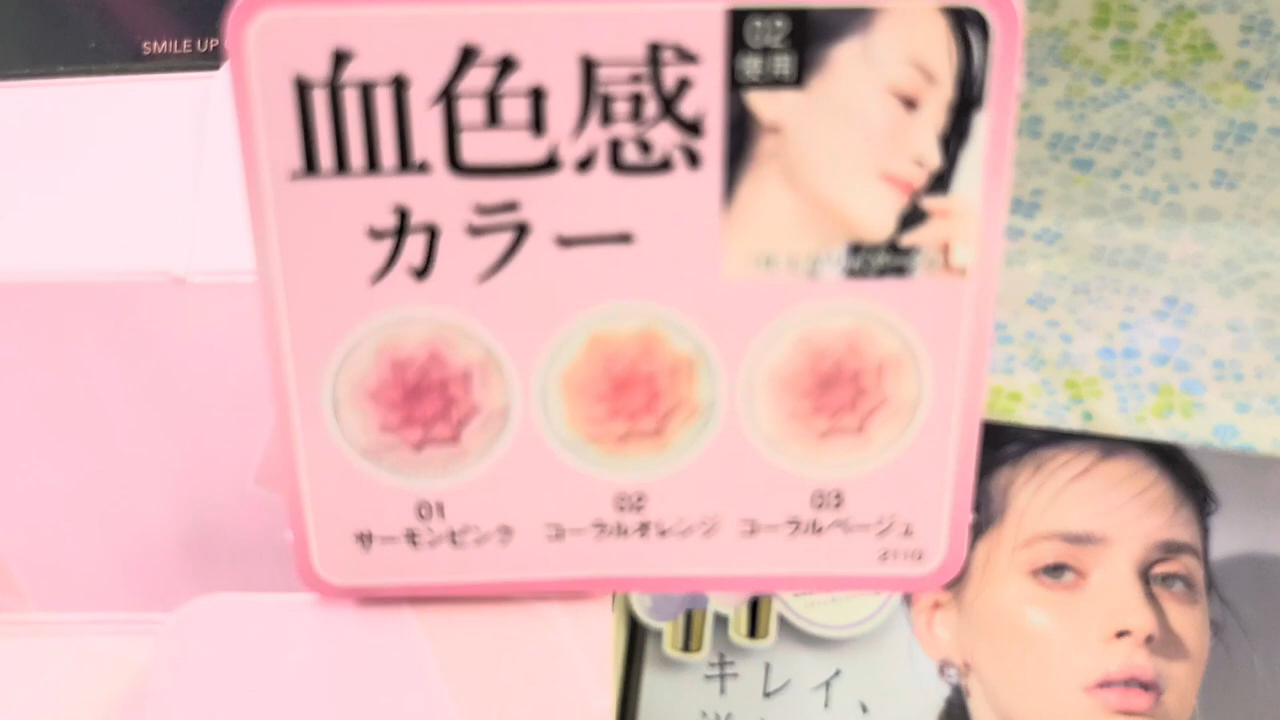 SMILE UP
血色感
カラー
02
使用
01
サーモンピンク
02
コーラルオレンジ
03
コーラルベージュ
2110
キレイ、